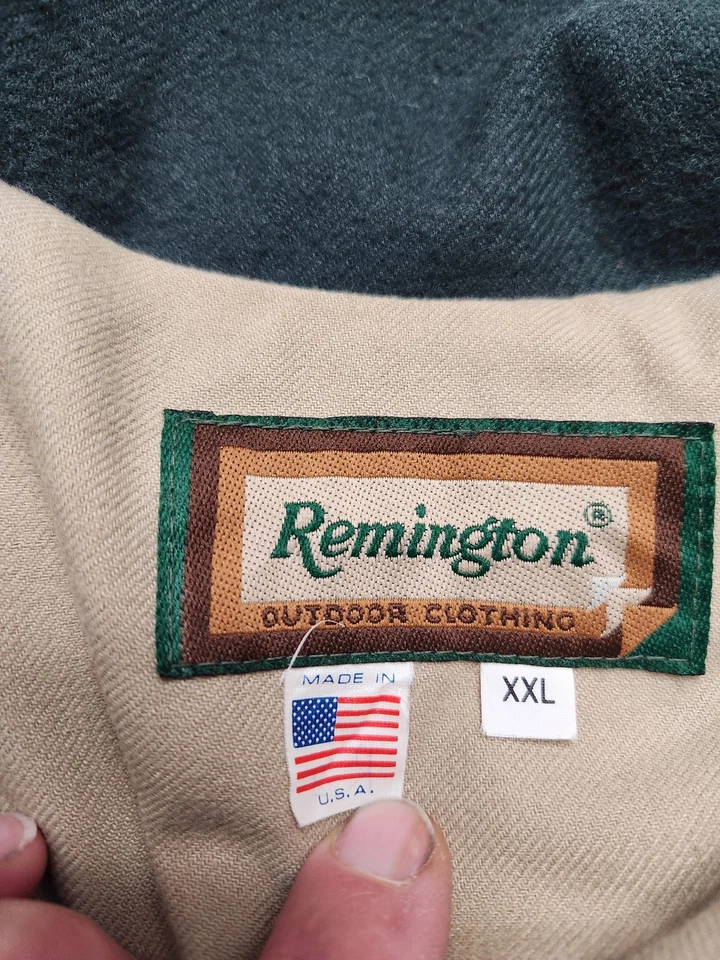 Remington®
OUTDOOR CLOTHING
MADE IN
U.S.A.
XXL